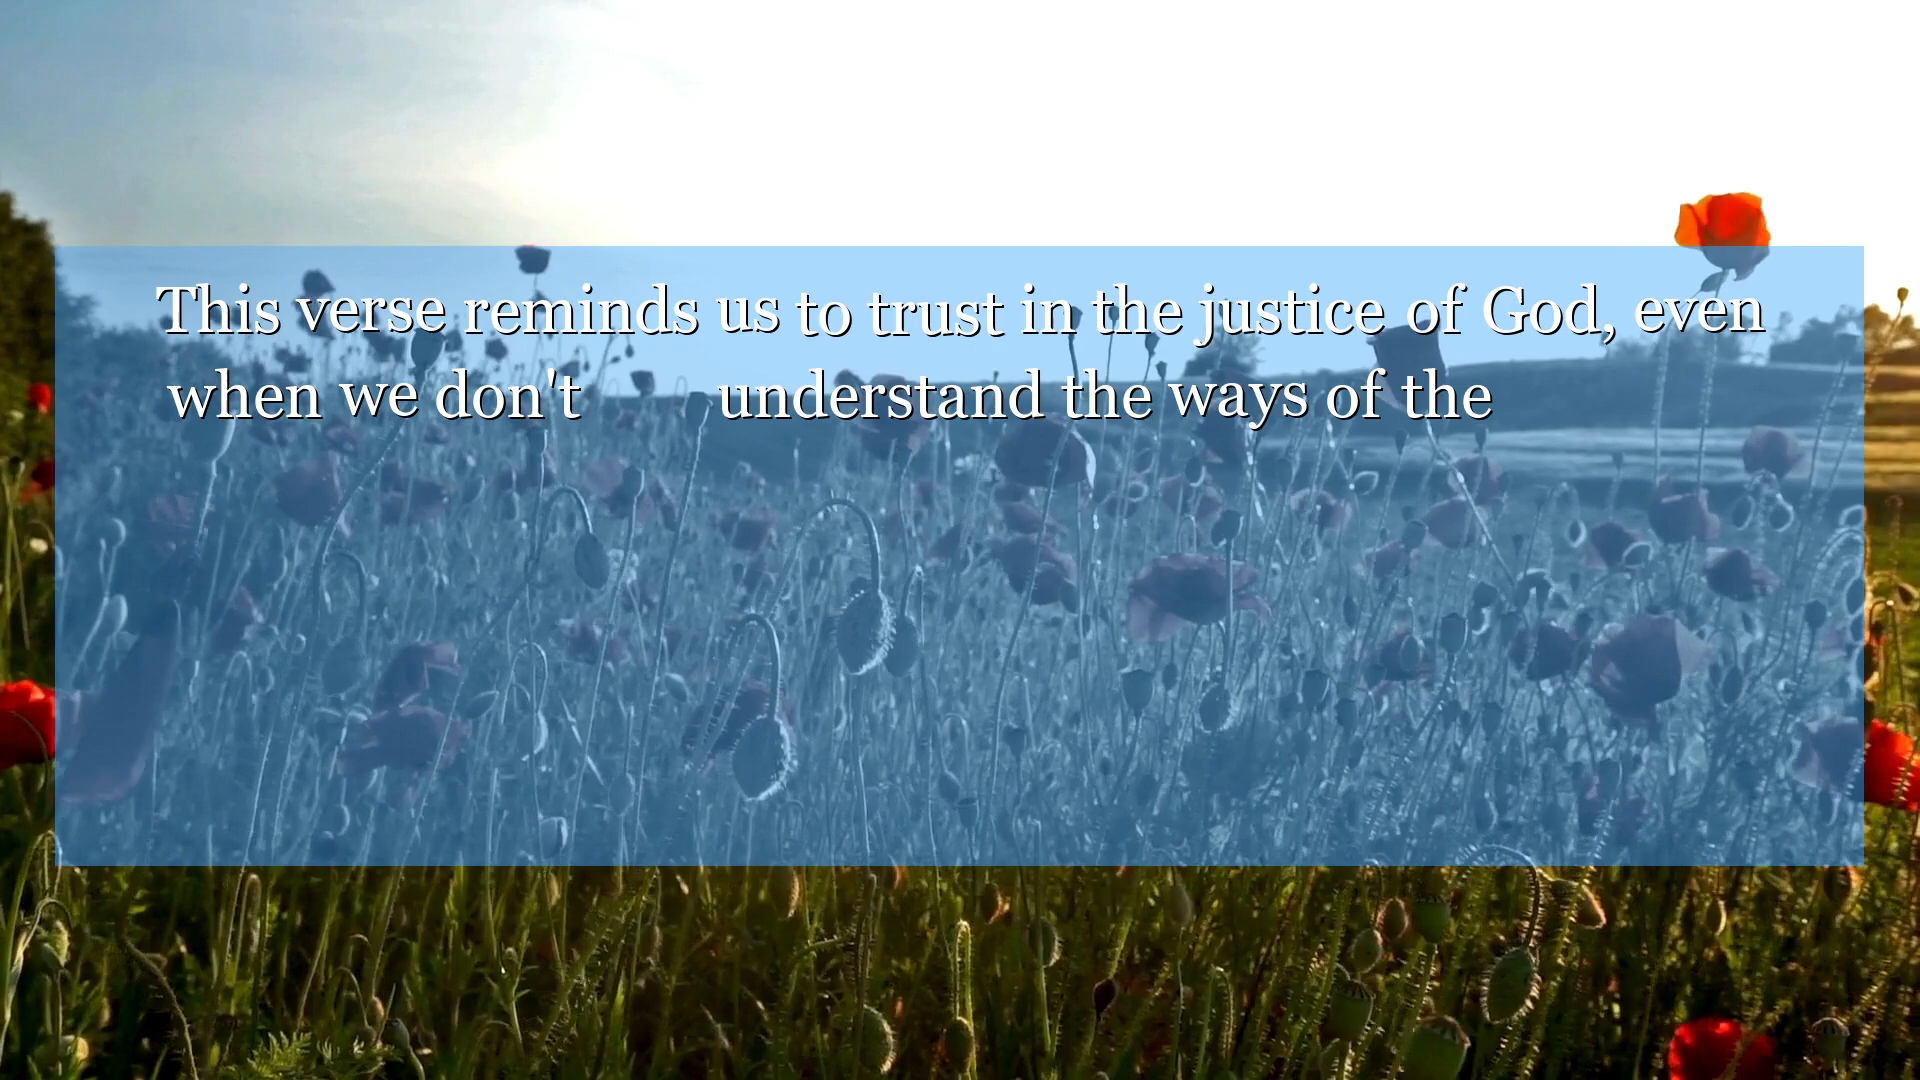 This verse reminds us to trust in the justice of God, even
when we don't understand the ways of the